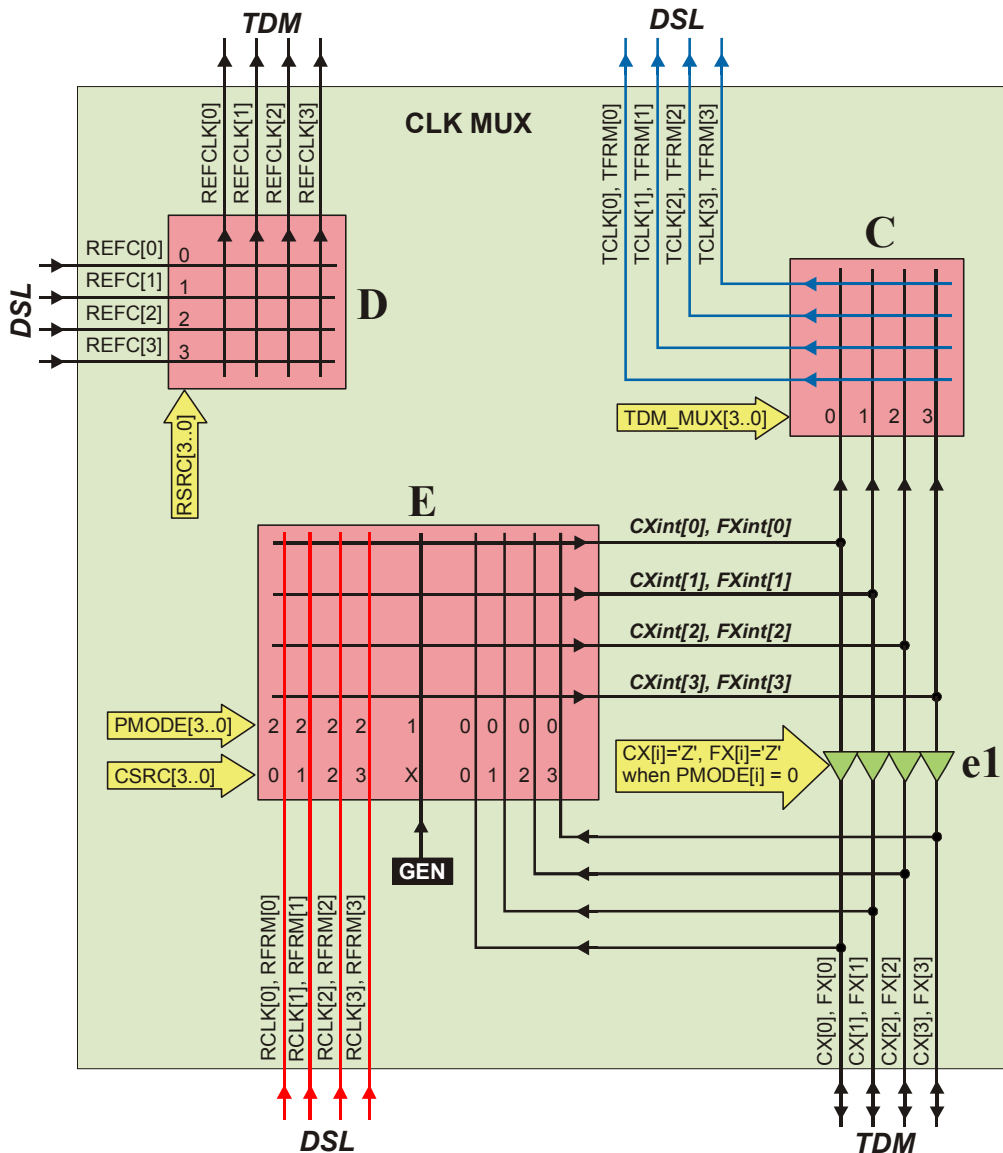 TDM
DSL
CLK MUX
REFCLK[0]
REFCLK[1]
REFCLK[2]
REFCLK[3]
TCLK[0], TFRM[0]
TCLK[1], TFRM[1]
TCLK[2], TFRM[2]
TCLK[3], TFRM[3]
DSL
REFC[0]
REFC[1]
REFC[2]
REFC[3]
0
1
2
3
D
RSRC[3..0]
C
TDM_MUX[3..0]
0 1 2 3
E
CXint[0], FXint[0]
CXint[1], FXint[1]
CXint[2], FXint[2]
CXint[3], FXint[3]
PMODE[3..0]
2 2 2 2 1 0 0 0 0
CSRC[3..0]
0 1 2 3 X 0 1 2 3
CX[i]='Z', FX[i]='Z'
when PMODE[i] = 0
e1
GEN
RCLK[0], RFRM[0]
RCLK[1], RFRM[1]
RCLK[2], RFRM[2]
RCLK[3], RFRM[3]
CX[0], FX[0]
CX[1], FX[1]
CX[2], FX[2]
CX[3], FX[3]
DSL
TDM